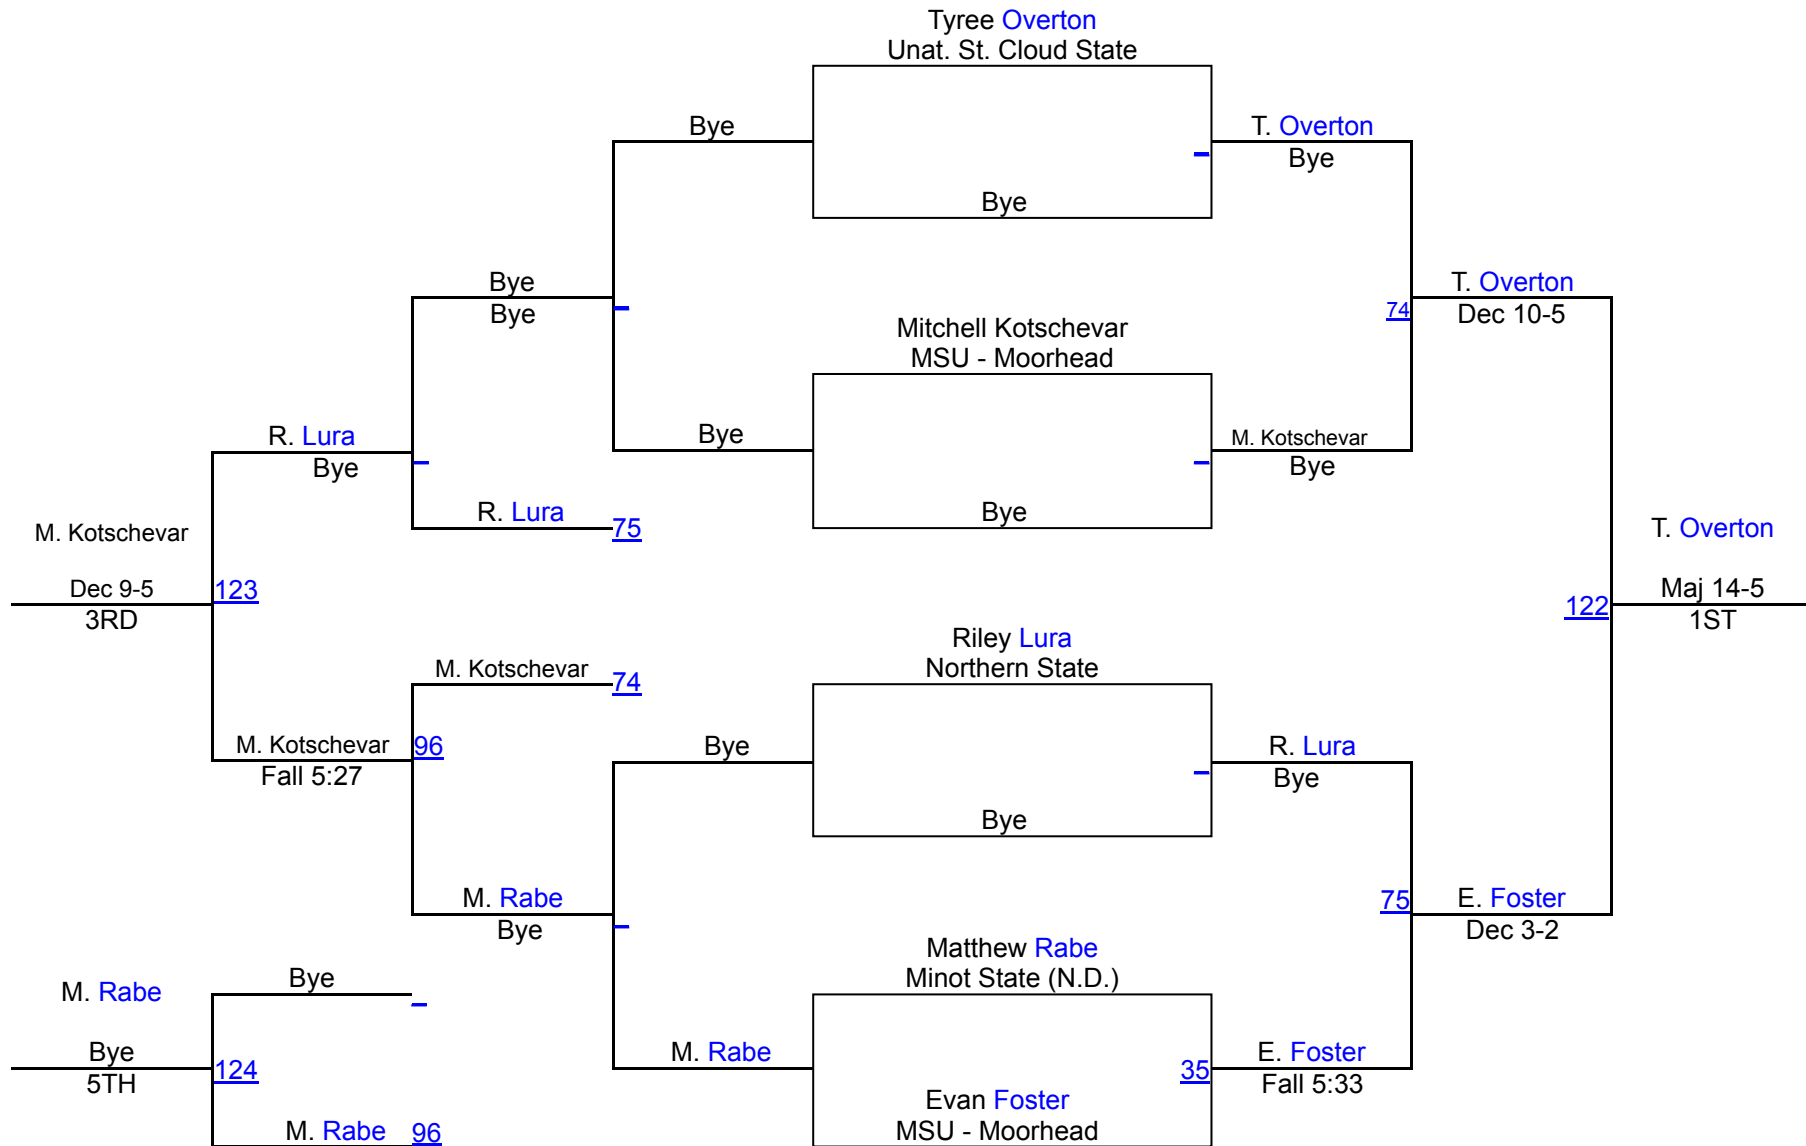 Tyree Overton
Unat. St. Cloud State
Bye
T. Overton
Bye
Bye
Bye
Bye
T. Overton
74
Dec 10-5
Mitchell Kotschevar
MSU - Moorhead
R. Lura
Bye
Bye
M. Kotschevar
Bye
R. Lura
75
Bye
M. Kotschevar
T. Overton
Dec 9-5
123
3RD
122
Maj 14-5
1ST
Riley Lura
Northern State
M. Kotschevar
74
M. Kotschevar
96
Fall 5:27
Bye
R. Lura
Bye
Bye
M. Rabe
Bye
75
E. Foster
Dec 3-2
Matthew Rabe
Minot State (N.D.)
M. Rabe
Bye
Bye
124
5TH
M. Rabe
35
E. Foster
Fall 5:33
Evan Foster
MSU - Moorhead
M. Rabe
96